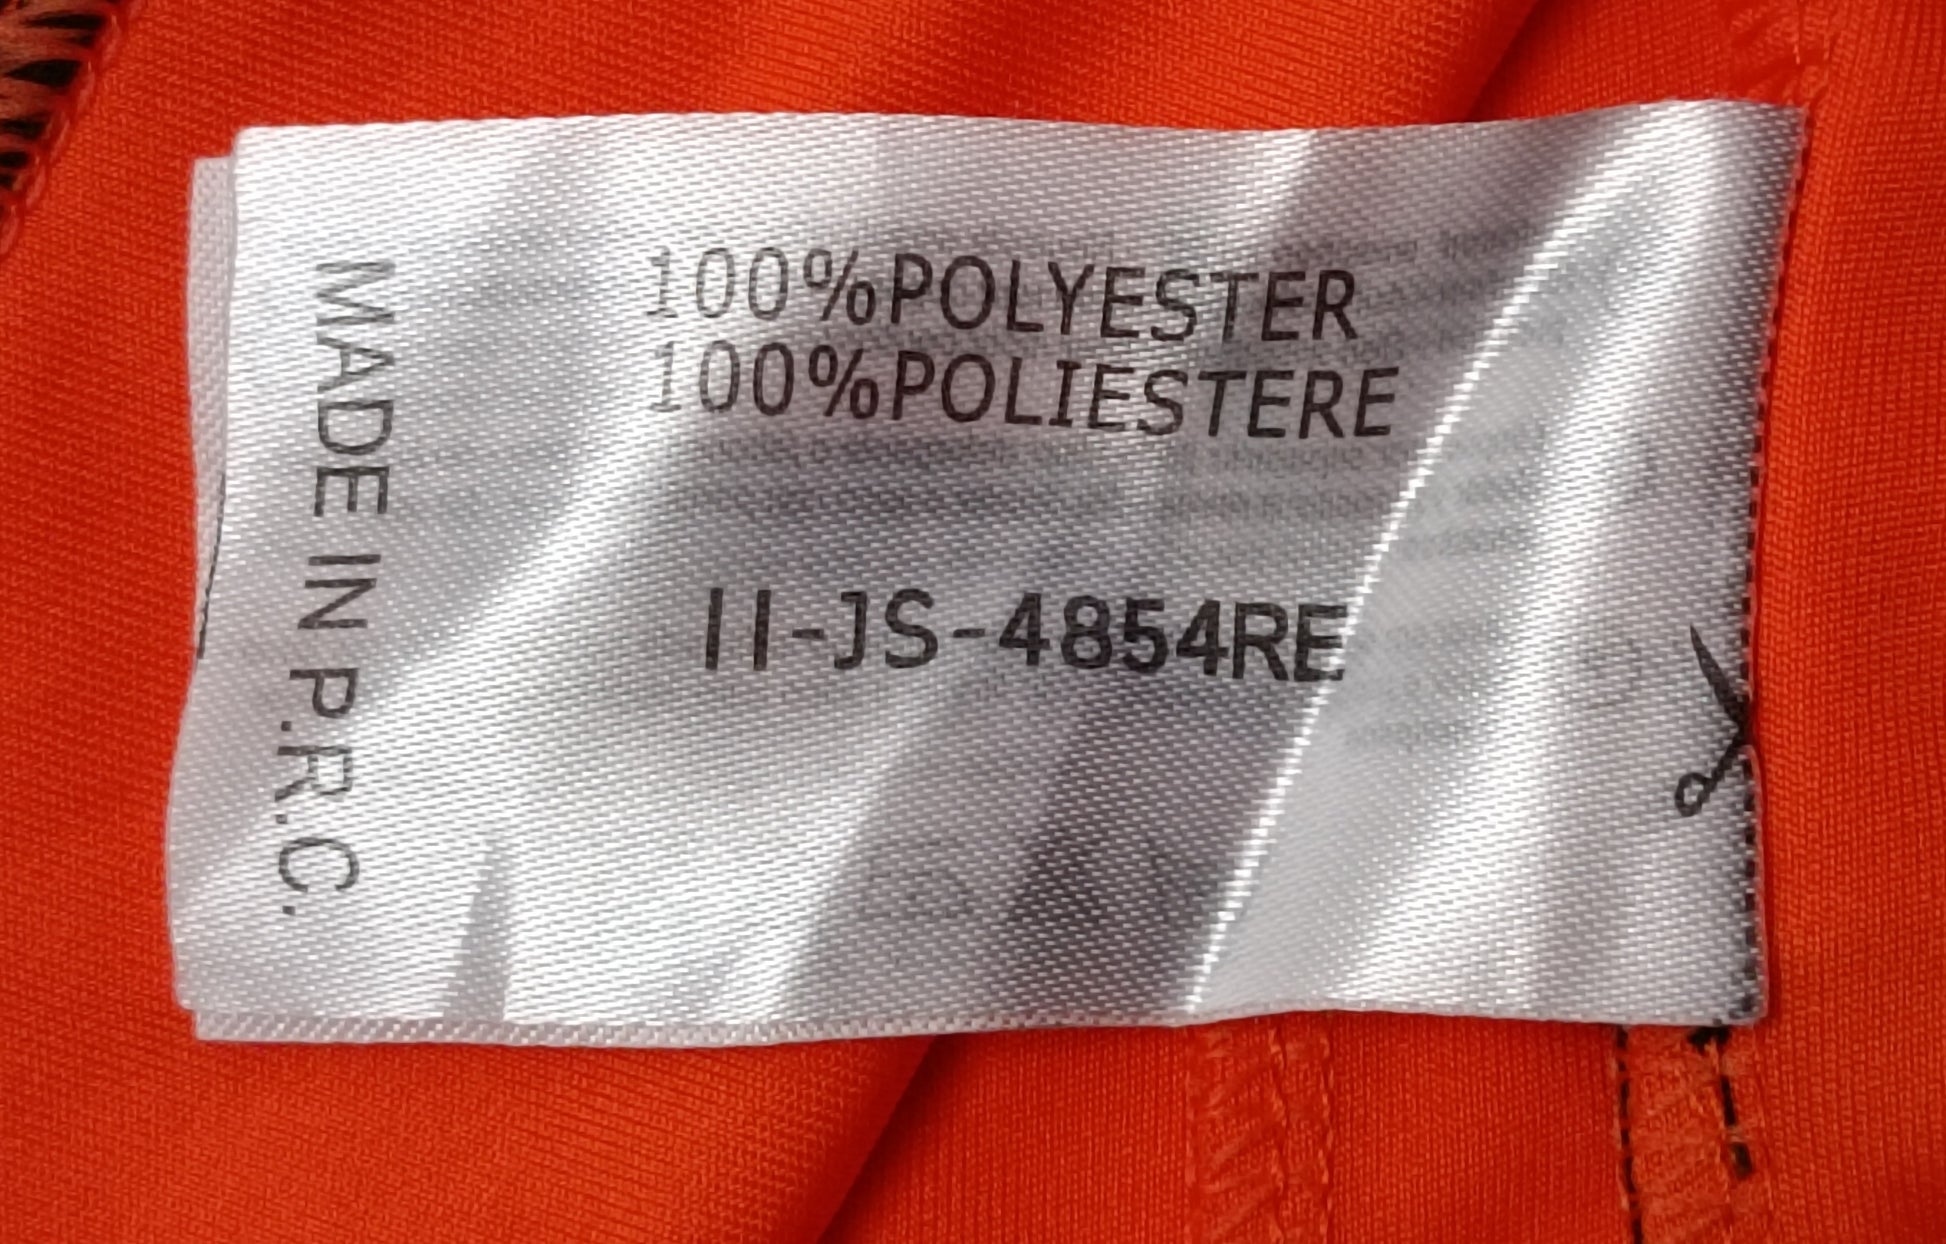 100%POLYESTER
100%POLIESTERE
II-JS-4854RE
MADE IN P.R.C.